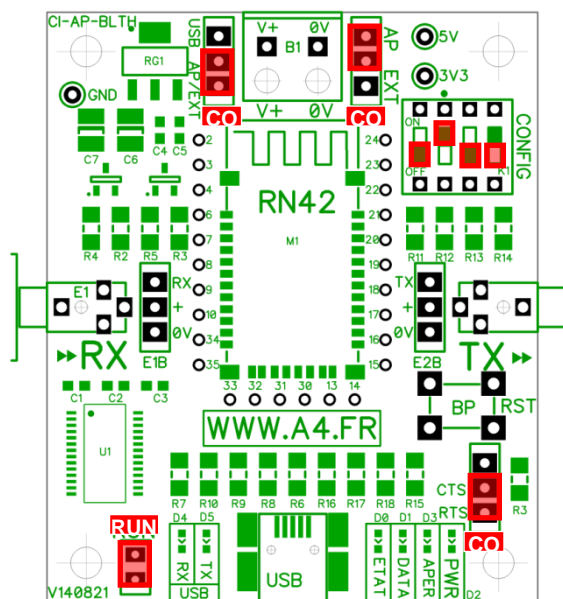 CI-AP-BLTH
USB
V+ 0V
B1
AP
5V
RG1
AP/EXT
EXT
3V3
GND
CO
V+ 0V
CO
ON
CONFIG
OFF
K1
C7
C6
C4
C5
2
3
4
6
7
8
9
10
34
35
24
23
22
21
20
19
18
17
16
15
RN42
M1
R4
R2
R5
R3
R11
R12
R13
R14
E1
RX
+
0V
TX
+
0V
RX
E1B
E2B
TX
33
32
31
30
13
14
C1
C2
C3
BP
RST
U1
WWW.A4.FR
CTS
RTS
R7
R10
R9
R8
R6
R16
R17
R18
R15
R3
CO
RUN
D4
D5
RX
TX
USB
USB
D0
D1
D3
ETAT
DATA
APER
PWR
D2
V140821